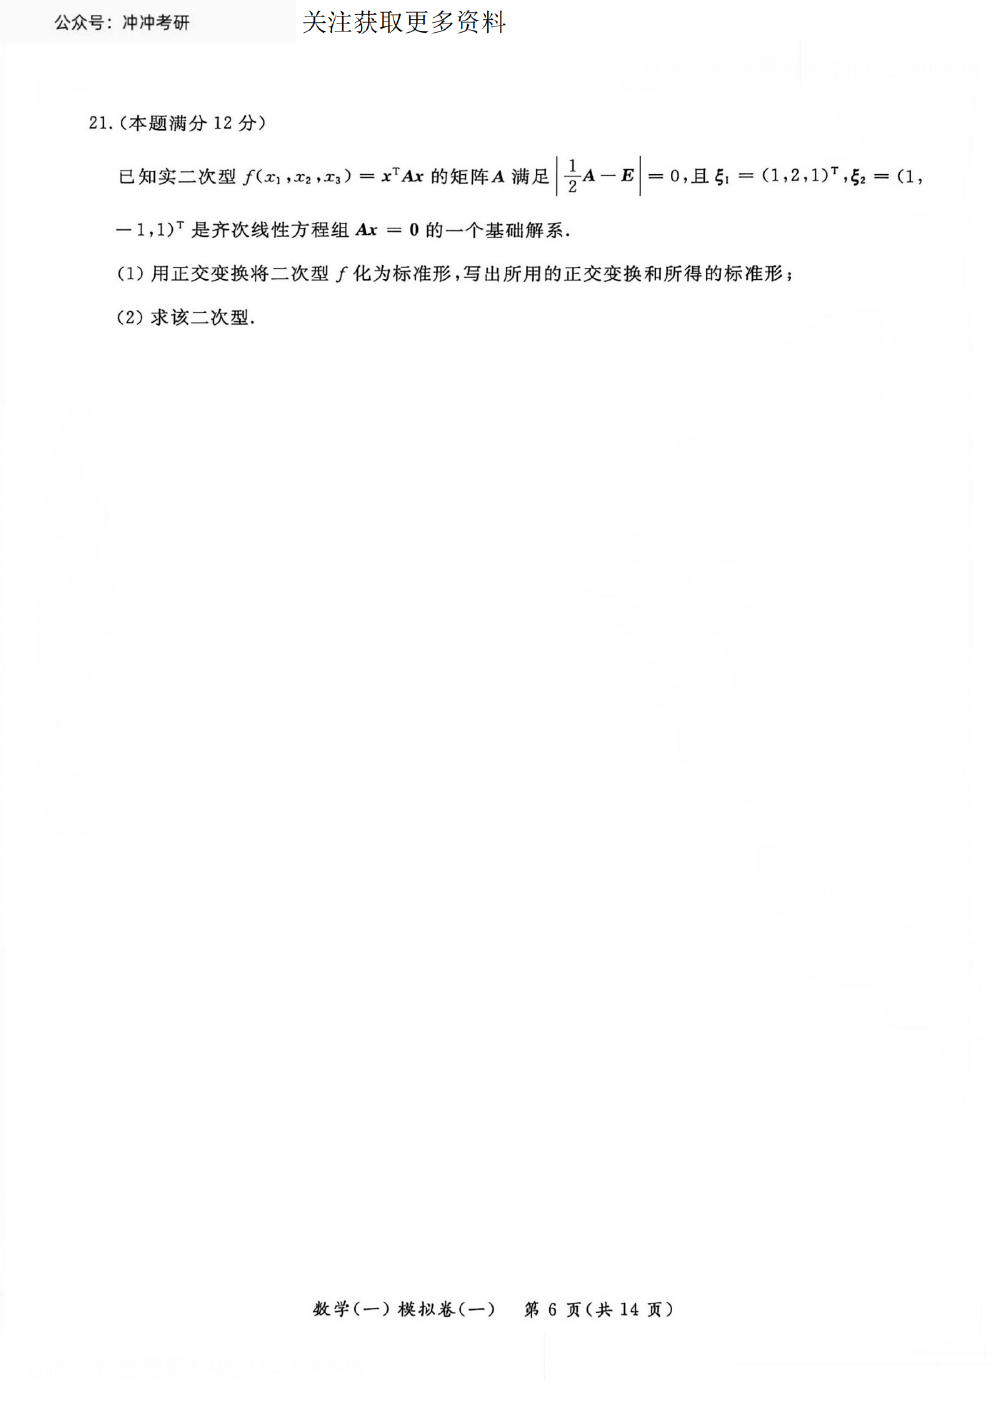 公众号：冲冲考研 关注获取更多资料
21.(本题满分 12 分)
已知实二次型 f(x₁,x₂,x₃) = xᵀAx 的矩阵 A 满足 |1/2 A − E| = 0,且 ξ₁ = (1,2,1)ᵀ,ξ₂ = (1,
−1,1)ᵀ 是齐次线性方程组 Ax = 0 的一个基础解系.
(1) 用正交变换将二次型 f 化为标准形,写出所用的正交变换和所得的标准形;
(2) 求该二次型.
数学(一)模拟卷(一) 第 6 页(共 14 页)